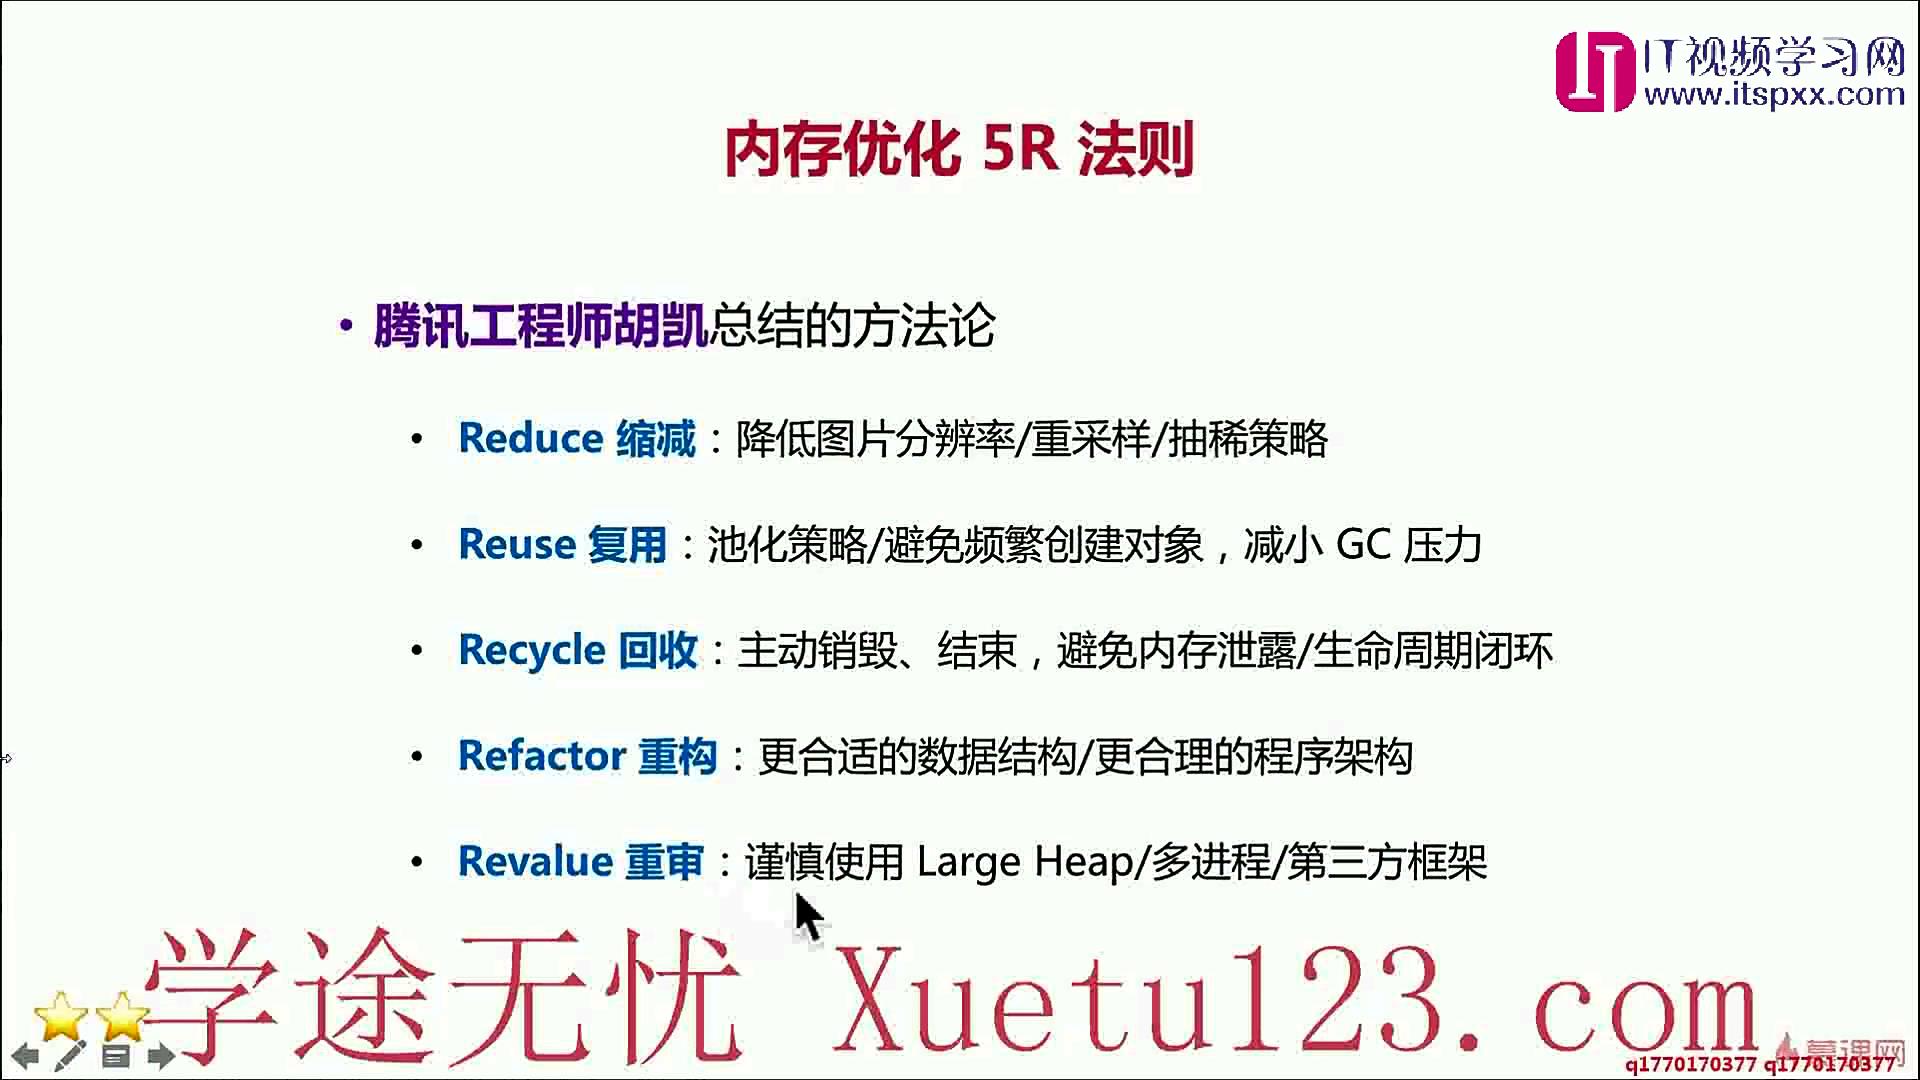 IT视频学习网
www.itspxx.com
内存优化 5R 法则
• 腾讯工程师胡凯总结的方法论
• Reduce 缩减：降低图片分辨率/重采样/抽稀策略
• Reuse 复用：池化策略/避免频繁创建对象，减小 GC 压力
• Recycle 回收：主动销毁、结束，避免内存泄露/生命周期闭环
• Refactor 重构：更合适的数据结构/更合理的程序架构
• Revalue 重审：谨慎使用 Large Heap/多进程/第三方框架
学途无忧 Xuetu123.com
慕课网
q1770170377 q1770170377